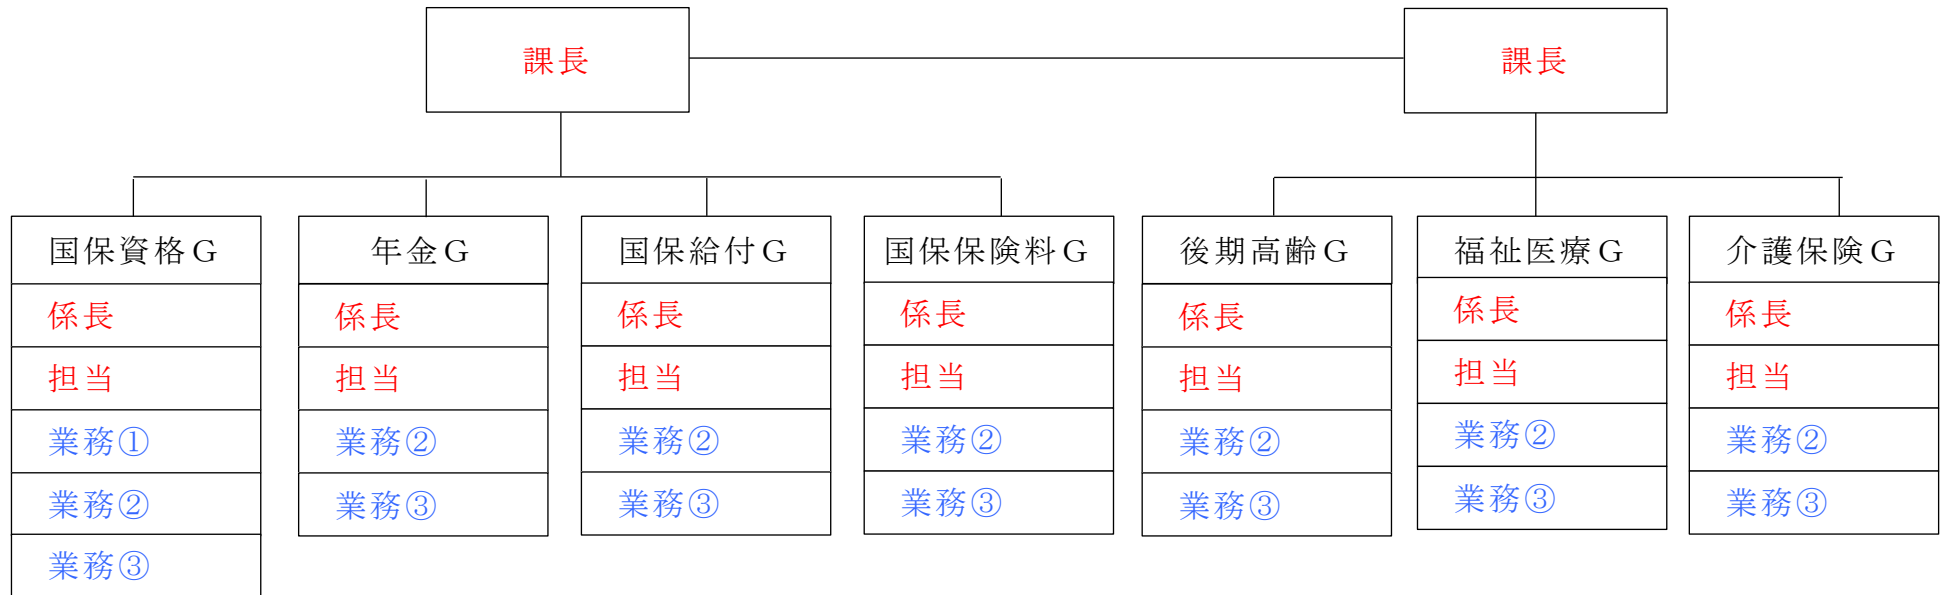 課長
課長
国保資格G
年金G
国保給付G
国保保険料G
後期高齢G
福祉医療G
介護保険G
係長
係長
係長
係長
係長
係長
係長
担当
担当
担当
担当
担当
担当
担当
業務①
業務②
業務②
業務②
業務②
業務②
業務②
業務②
業務③
業務③
業務③
業務③
業務③
業務③
業務③